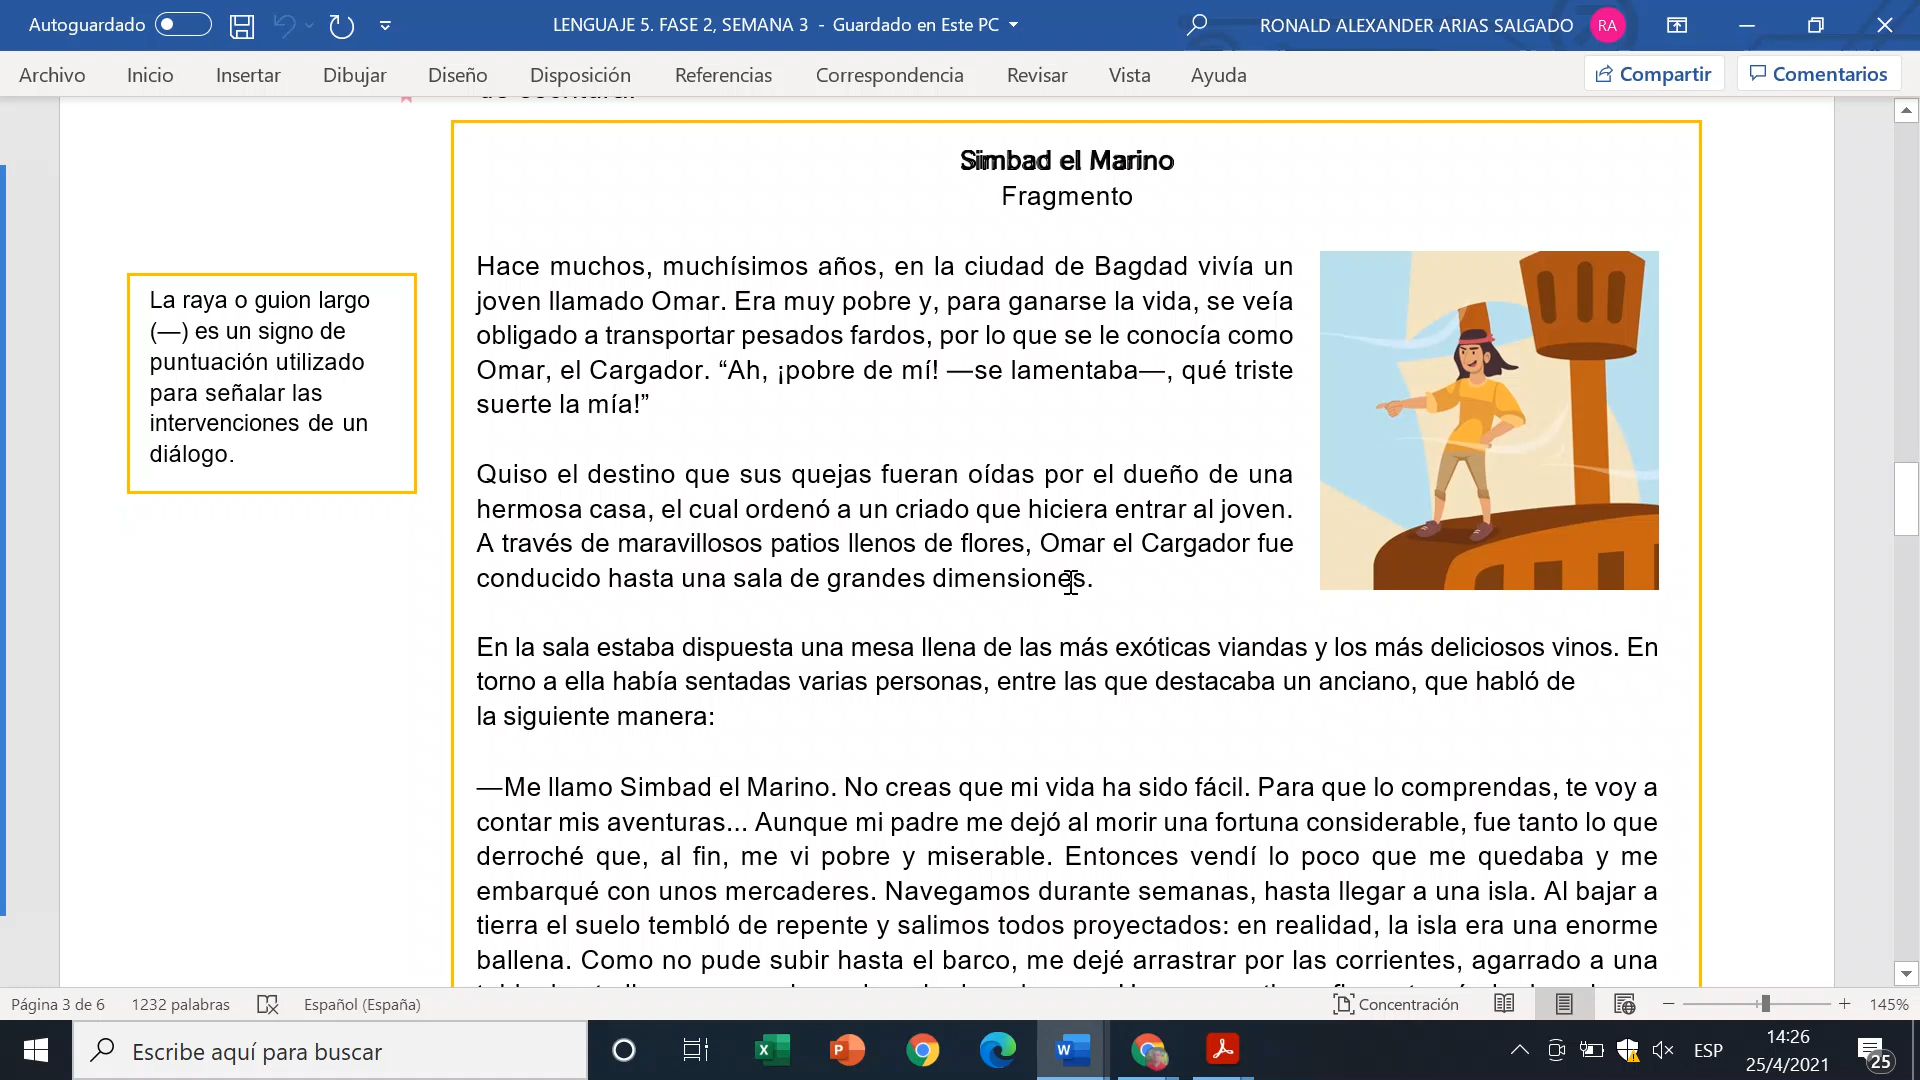 Autoguardado
LENGUAJE 5. FASE 2, SEMANA 3 - Guardado en Este PC
RONALD ALEXANDER ARIAS SALGADO
RA
Archivo Inicio Insertar Dibujar Diseño Disposición Referencias Correspondencia Revisar Vista Ayuda
Compartir
Comentarios
Simbad el Marino
Fragmento
La raya o guion largo
(—) es un signo de
puntuación utilizado
para señalar las
intervenciones de un
diálogo.
Hace muchos, muchísimos años, en la ciudad de Bagdad vivía un
joven llamado Omar. Era muy pobre y, para ganarse la vida, se veía
obligado a transportar pesados fardos, por lo que se le conocía como
Omar, el Cargador. “Ah, ¡pobre de mí! —se lamentaba—, qué triste
suerte la mía!”
Quiso el destino que sus quejas fueran oídas por el dueño de una
hermosa casa, el cual ordenó a un criado que hiciera entrar al joven.
A través de maravillosos patios llenos de flores, Omar el Cargador fue
conducido hasta una sala de grandes dimensiones.
En la sala estaba dispuesta una mesa llena de las más exóticas viandas y los más deliciosos vinos. En
torno a ella había sentadas varias personas, entre las que destacaba un anciano, que habló de
la siguiente manera:
—Me llamo Simbad el Marino. No creas que mi vida ha sido fácil. Para que lo comprendas, te voy a
contar mis aventuras... Aunque mi padre me dejó al morir una fortuna considerable, fue tanto lo que
derroché que, al fin, me vi pobre y miserable. Entonces vendí lo poco que me quedaba y me
embarqué con unos mercaderes. Navegamos durante semanas, hasta llegar a una isla. Al bajar a
tierra el suelo tembló de repente y salimos todos proyectados: en realidad, la isla era una enorme
ballena. Como no pude subir hasta el barco, me dejé arrastrar por las corrientes, agarrado a una
Página 3 de 6 1232 palabras Español (España) Concentración 145%
Escribe aquí para buscar
ESP
14:26
25/4/2021
25